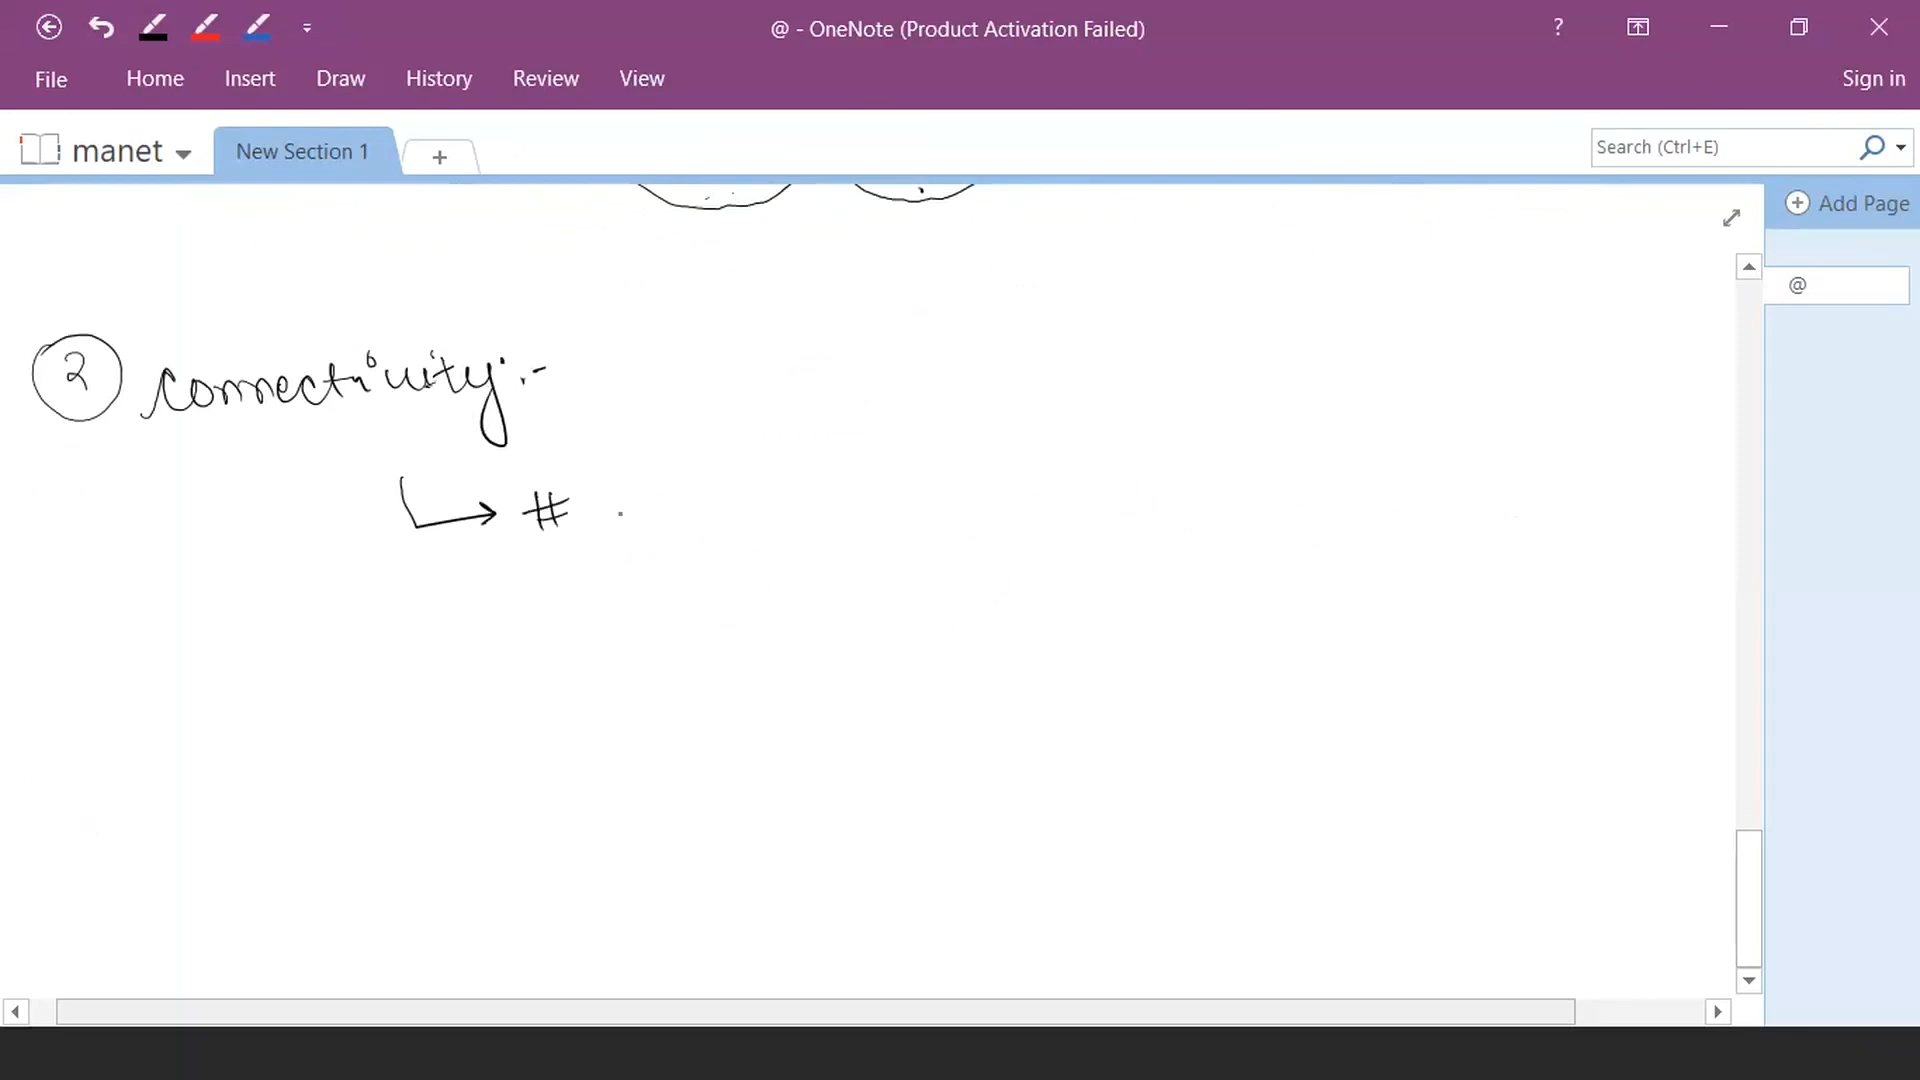 @ - OneNote (Product Activation Failed)
?
File Home Insert Draw History Review View Sign in
manet New Section 1 + Search (Ctrl+E)
Add Page
@
2 connectivity:-
→ #